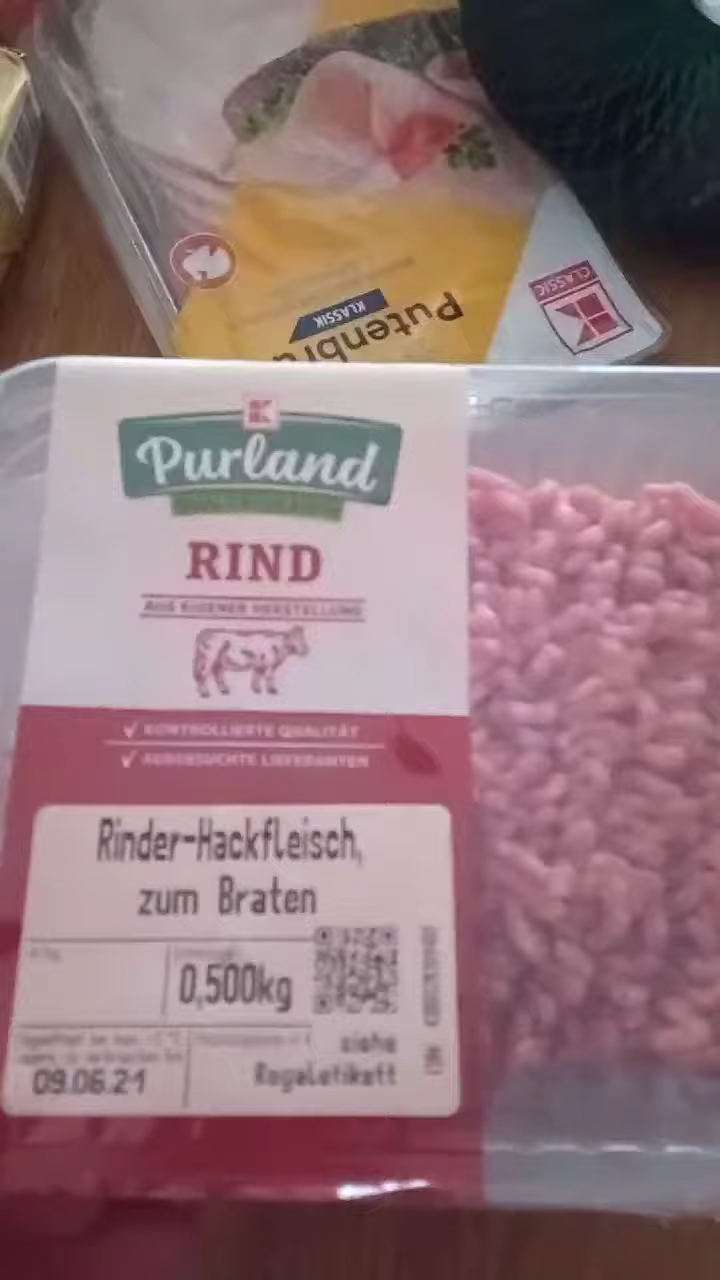 CLASSIC
KLASSIK
Putenbru
Purland
RIND
AUS EIGENER HERSTELLUNG
KONTROLLIERTE QUALITÄT
AUSGESUCHTE LIEFERANTEN
Rinder-Hackfleisch,
zum Braten
0,500kg
siehe
Regaletikett
09.06.21